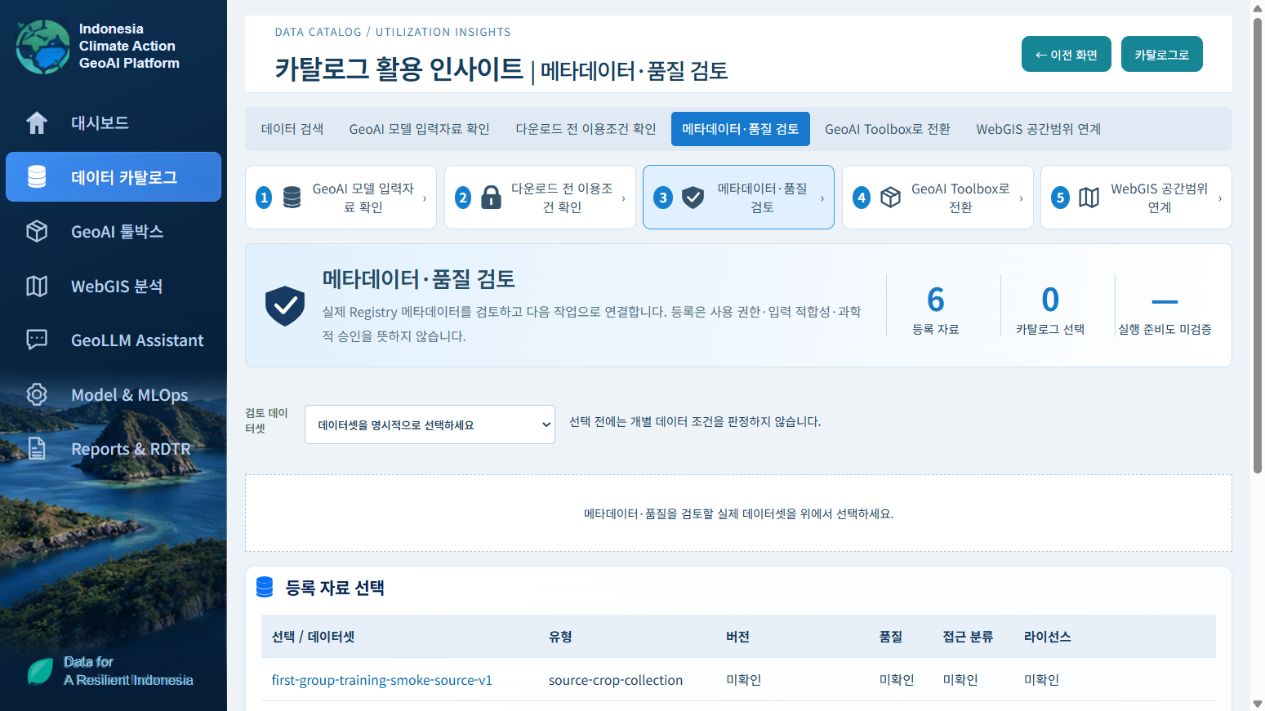 Indonesia
Climate Action
GeoAI Platform
대시보드
데이터 카탈로그
GeoAI 툴박스
WebGIS 분석
GeoLLM Assistant
Model & MLOps
Reports & RDTR
Data for
A Resilient Indonesia
DATA CATALOG / UTILIZATION INSIGHTS
카탈로그 활용 인사이트 | 메타데이터·품질 검토
← 이전 화면
카탈로그로
데이터 검색
GeoAI 모델 입력자료 확인
다운로드 전 이용조건 확인
메타데이터·품질 검토
GeoAI Toolbox로 전환
WebGIS 공간범위 연계
1 GeoAI 모델 입력자
료 확인 ›
2 다운로드 전 이용조
건 확인 ›
3 메타데이터·품질
검토 ›
4 GeoAI Toolbox로
전환 ›
5 WebGIS 공간범위
연계 ›
메타데이터·품질 검토
실제 Registry 메타데이터를 검토하고 다음 작업으로 연결합니다. 등록은 사용 권한·입력 적합성·과학
적 승인을 뜻하지 않습니다.
6
등록 자료
0
카탈로그 선택
—
실행 준비도 미검증
검토 데이
터셋
데이터셋을 명시적으로 선택하세요
선택 전에는 개별 데이터 조건을 판정하지 않습니다.
메타데이터·품질을 검토할 실제 데이터셋을 위에서 선택하세요.
등록 자료 선택
선택 / 데이터셋 유형 버전 품질 접근 분류 라이선스
first-group-training-smoke-source-v1 source-crop-collection 미확인 미확인 미확인 미확인